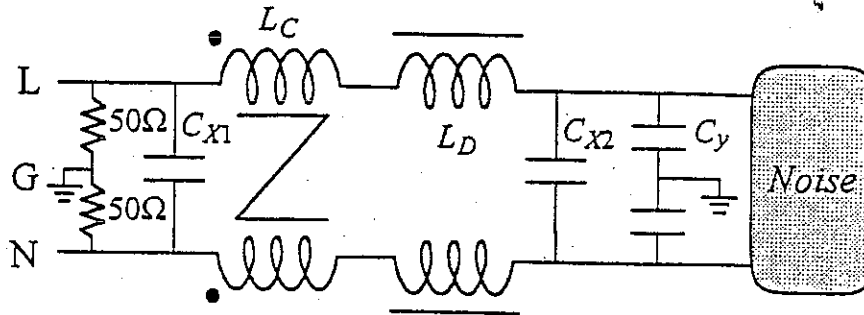 L_C
L
50Ω
C_X1
L_D
C_X2
C_y
G
Noise
50Ω
N